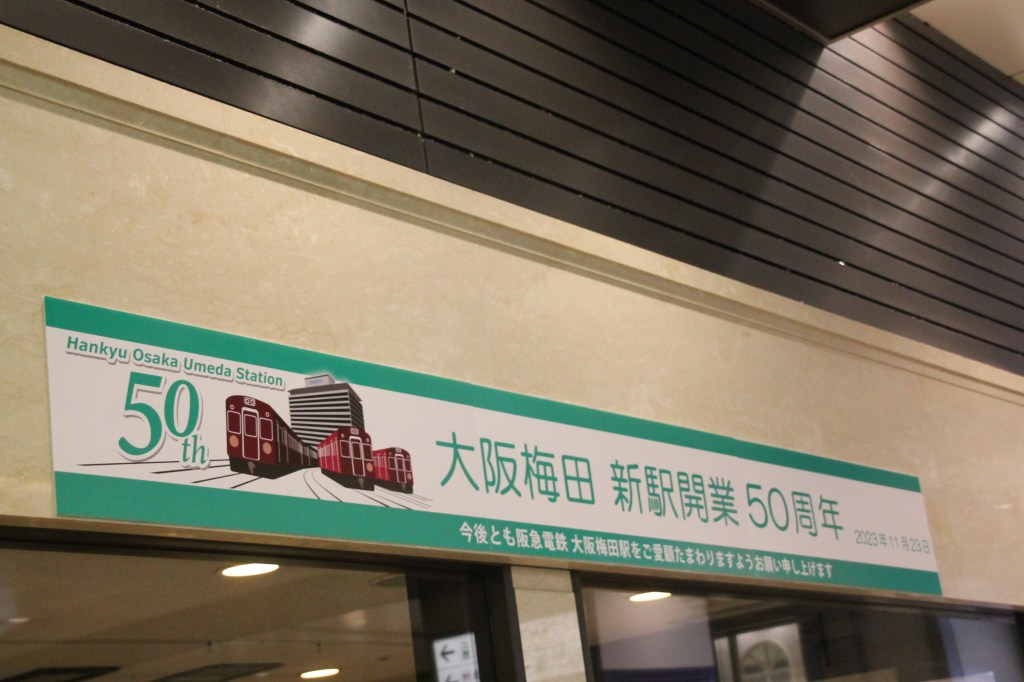 Hankyu Osaka Umeda Station
50th
大阪梅田 新駅開業 50周年
2023年11月23日
今後とも阪急電鉄 大阪梅田駅をご愛顧たまわりますようお願い申し上げます